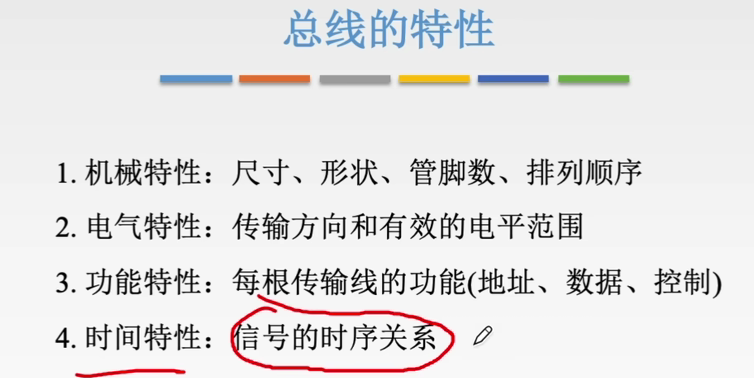 总线的特性
1. 机械特性：尺寸、形状、管脚数、排列顺序
2. 电气特性：传输方向和有效的电平范围
3. 功能特性：每根传输线的功能(地址、数据、控制)
4. 时间特性：信号的时序关系